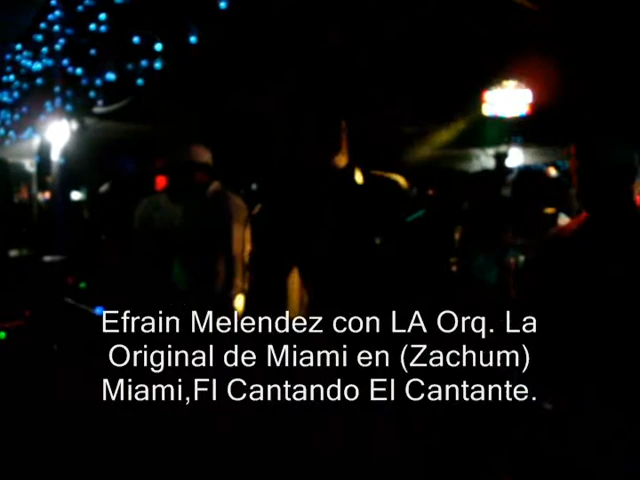 Efrain Melendez con LA Orq. La
Original de Miami en (Zachum)
Miami,Fl Cantando El Cantante.